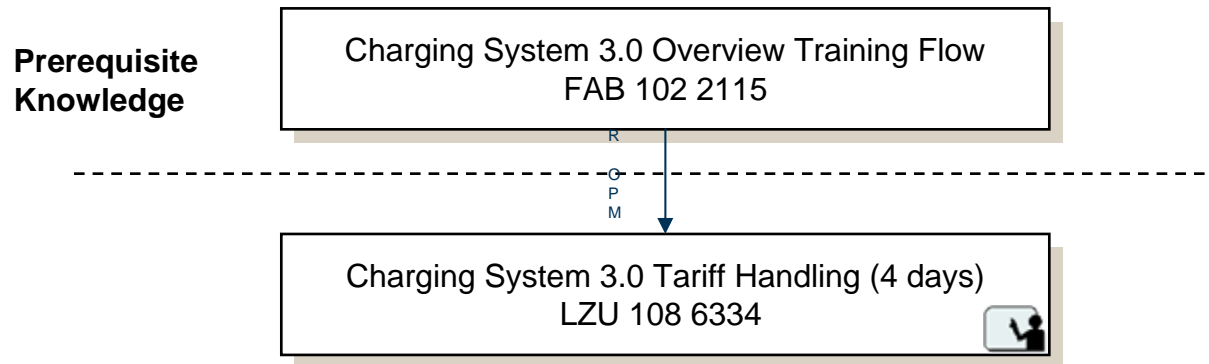 Prerequisite
Knowledge
Charging System 3.0 Overview Training Flow
FAB 102 2115
R
O
P
M
Charging System 3.0 Tariff Handling (4 days)
LZU 108 6334